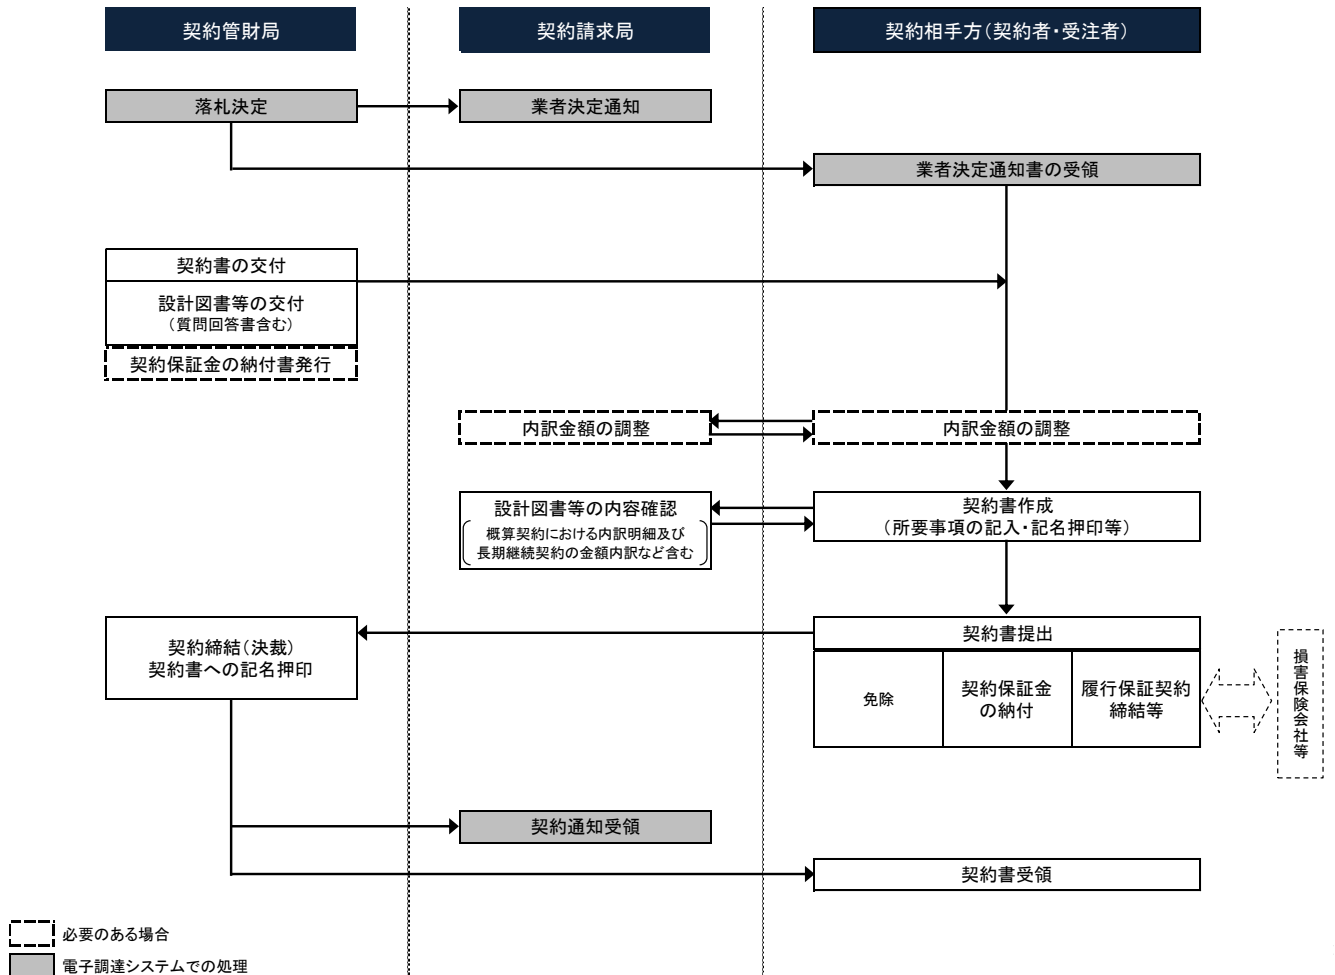 契約管財局
契約請求局
契約相手方（契約者・受注者）
落札決定
業者決定通知
業者決定通知書の受領
契約書の交付
設計図書等の交付
（質問回答書含む）
契約保証金の納付書発行
内訳金額の調整
内訳金額の調整
設計図書等の内容確認
概算契約における内訳明細及び
長期継続契約の金額内訳など含む
契約書作成
（所要事項の記入・記名押印等）
契約締結（決裁）
契約書への記名押印
契約書提出
免除
契約保証金
の納付
履行保証契約
締結等
損害保険会社等
契約通知受領
契約書受領
必要のある場合
電子調達システムでの処理